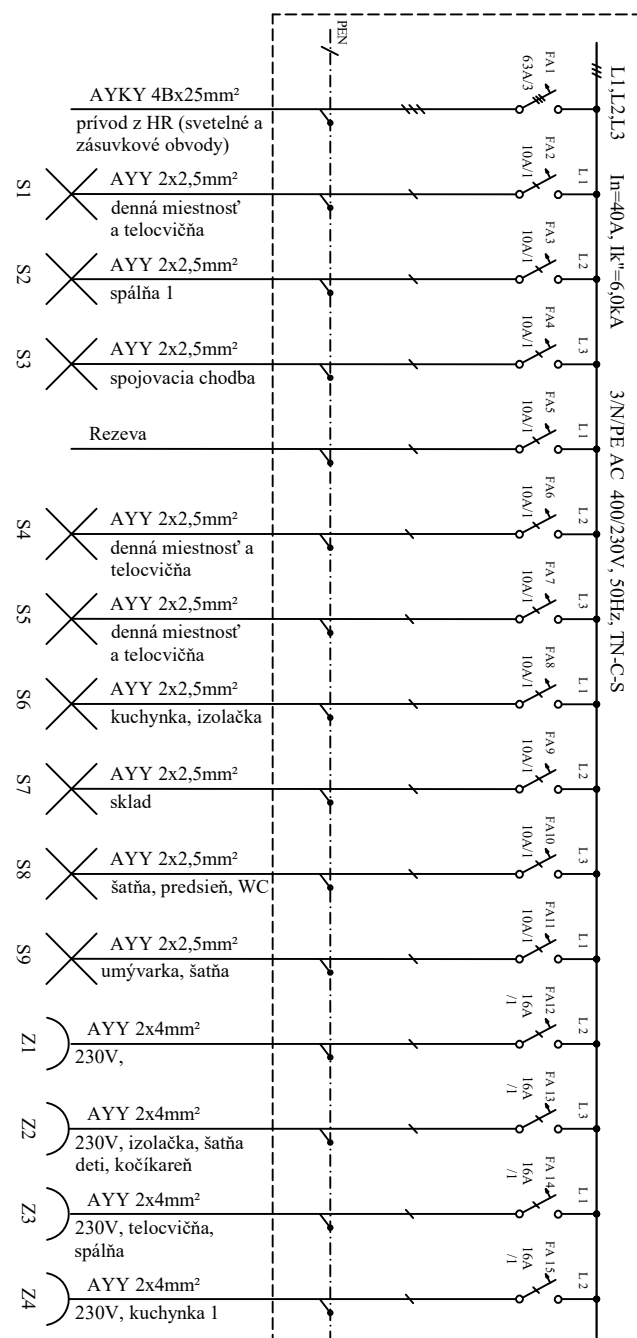 PEN
L1,L2,L3
In=40A, Ik"=6,0kA
3/N/PE AC 400/230V, 50Hz, TN-C-S
AYKY 4Bx25mm²
prívod z HR (svetelné a
zásuvkové obvody)
FA1
63A/3
S1
AYY 2x2,5mm²
denná miestnosť
a telocvičňa
FA2
10A/1
L1
S2
AYY 2x2,5mm²
spálňa 1
FA3
10A/1
L2
S3
AYY 2x2,5mm²
spojovacia chodba
FA4
10A/1
L3
Rezeva
FA5
10A/1
L1
S4
AYY 2x2,5mm²
denná miestnosť a
telocvičňa
FA6
10A/1
L2
S5
AYY 2x2,5mm²
denná miestnosť
a telocvičňa
FA7
10A/1
L3
S6
AYY 2x2,5mm²
kuchynka, izolačka
FA8
10A/1
L1
S7
AYY 2x2,5mm²
sklad
FA9
10A/1
L2
S8
AYY 2x2,5mm²
šatňa, predsieň, WC
FA10
10A/1
L3
S9
AYY 2x2,5mm²
umývarka, šatňa
FA11
10A/1
L1
Z1
AYY 2x4mm²
230V,
FA12
16A
/1
L2
Z2
AYY 2x4mm²
230V, izolačka, šatňa
deti, kočíkareň
FA13
16A
/1
L3
Z3
AYY 2x4mm²
230V, telocvičňa,
spálňa
FA14
16A
/1
L1
Z4
AYY 2x4mm²
230V, kuchynka 1
FA15
16A
/1
L2